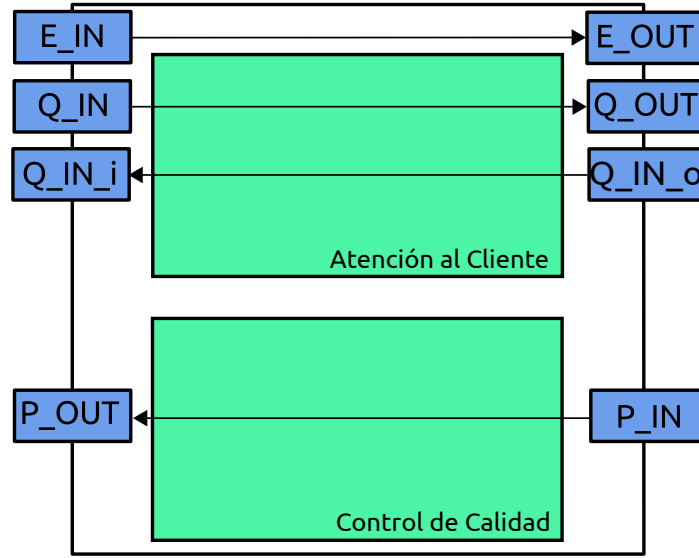 E_IN
E_OUT
Q_IN
Q_OUT
Q_IN_i
Q_IN_o
Atención al Cliente
P_OUT
P_IN
Control de Calidad